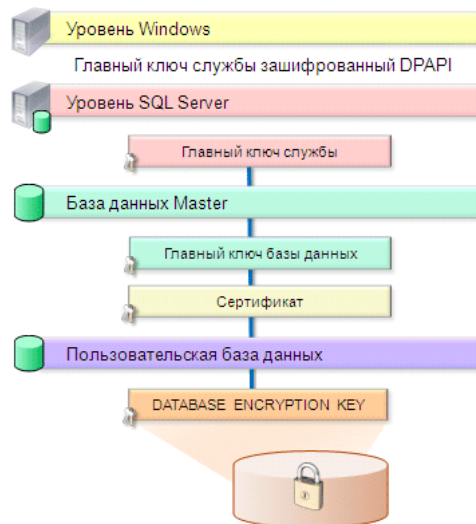 Уровень Windows
Главный ключ службы зашифрованный DPAPI
Уровень SQL Server
Главный ключ службы
База данных Master
Главный ключ базы данных
Сертификат
Пользовательская база данных
DATABASE ENCRYPTION KEY